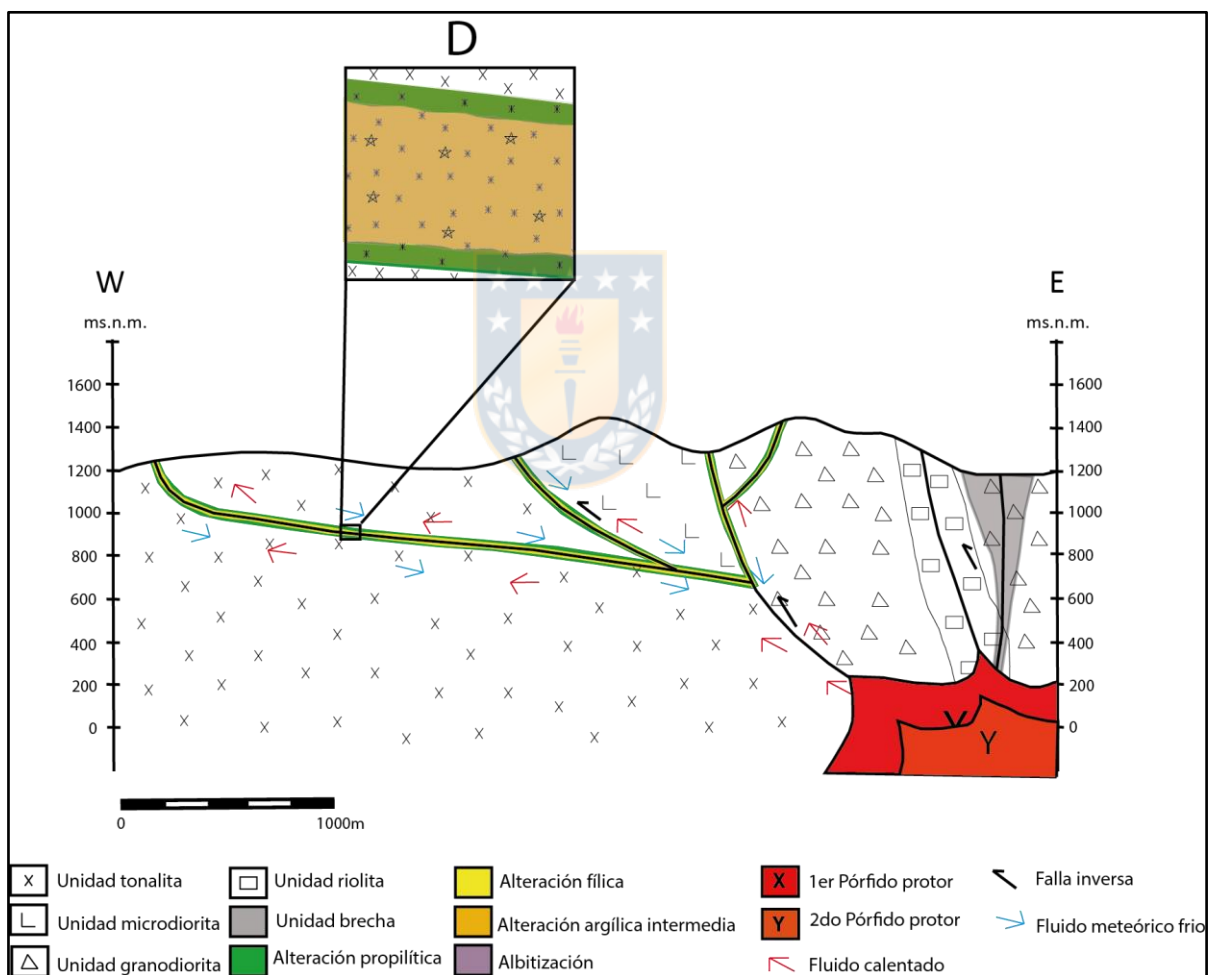 D
W
E
ms.n.m.
ms.n.m.
1600
1600
1400
1400
1200
1200
1000
1000
800
800
600
600
400
400
200
200
0
0
Y
0
1000m
x Unidad tonalita
Unidad riolita
Alteración fílica
X 1er Pórfido protor
Falla inversa
Unidad microdiorita
Unidad brecha
Alteración argílica intermedia
Y 2do Pórfido protor
Fluido meteórico frio
Unidad granodiorita
Alteración propilítica
Albitización
Fluido calentado